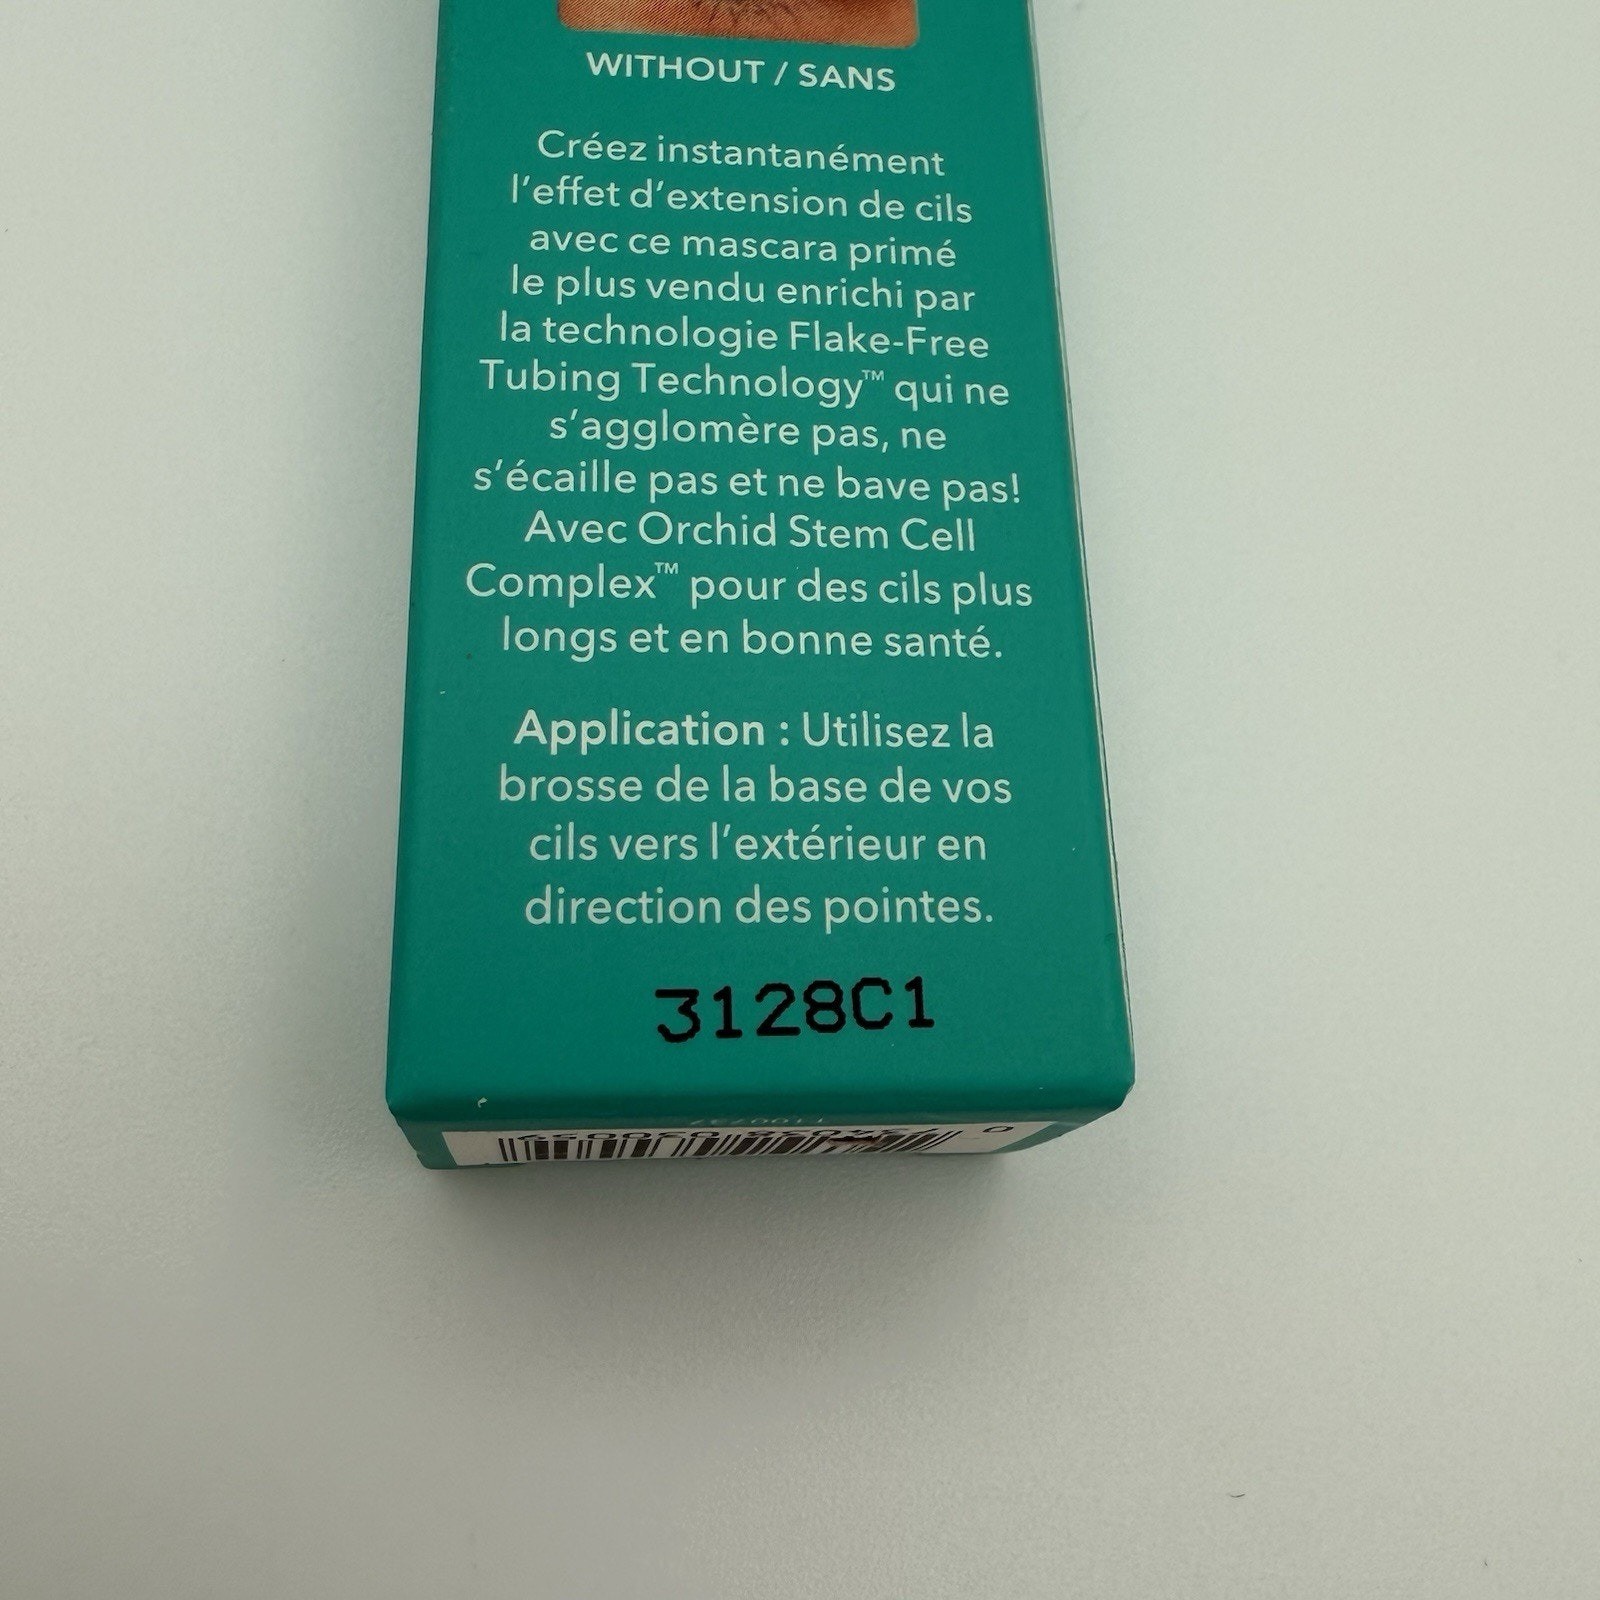 WITHOUT / SANS
Créez instantanément
l'effet d'extension de cils
avec ce mascara primé
le plus vendu enrichi par
la technologie Flake-Free
Tubing Technology™ qui ne
s'agglomère pas, ne
s'écaille pas et ne bave pas!
Avec Orchid Stem Cell
Complex™ pour des cils plus
longs et en bonne santé.
Application : Utilisez la
brosse de la base de vos
cils vers l'extérieur en
direction des pointes.
3128C1